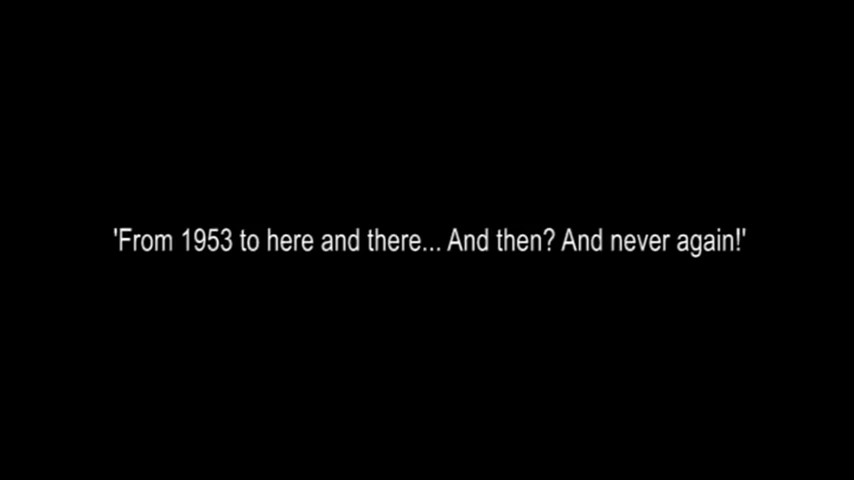 'From 1953 to here and there... And then? And never again!'